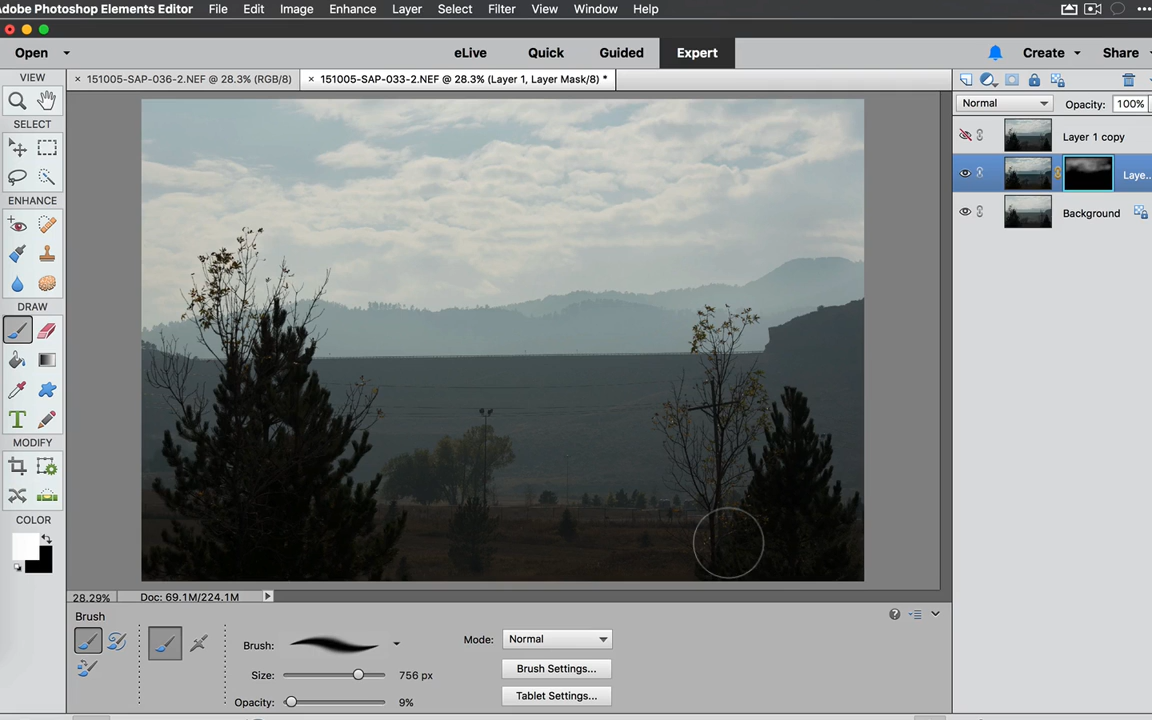 Adobe Photoshop Elements Editor File Edit Image Enhance Layer Select Filter View Window Help
Open eLive Quick Guided Expert Create Share
VIEW × 151005-SAP-036-2.NEF @ 28.3% (RGB/8) × 151005-SAP-033-2.NEF @ 28.3% (Layer 1, Layer Mask/8) *
Normal Opacity: 100%
SELECT
Layer 1 copy
Laye...
ENHANCE
Background
DRAW
T
MODIFY
COLOR
28.29% Doc: 69.1M/224.1M
Brush
Brush: Mode: Normal
Size: 756 px Brush Settings...
Opacity: 9% Tablet Settings...